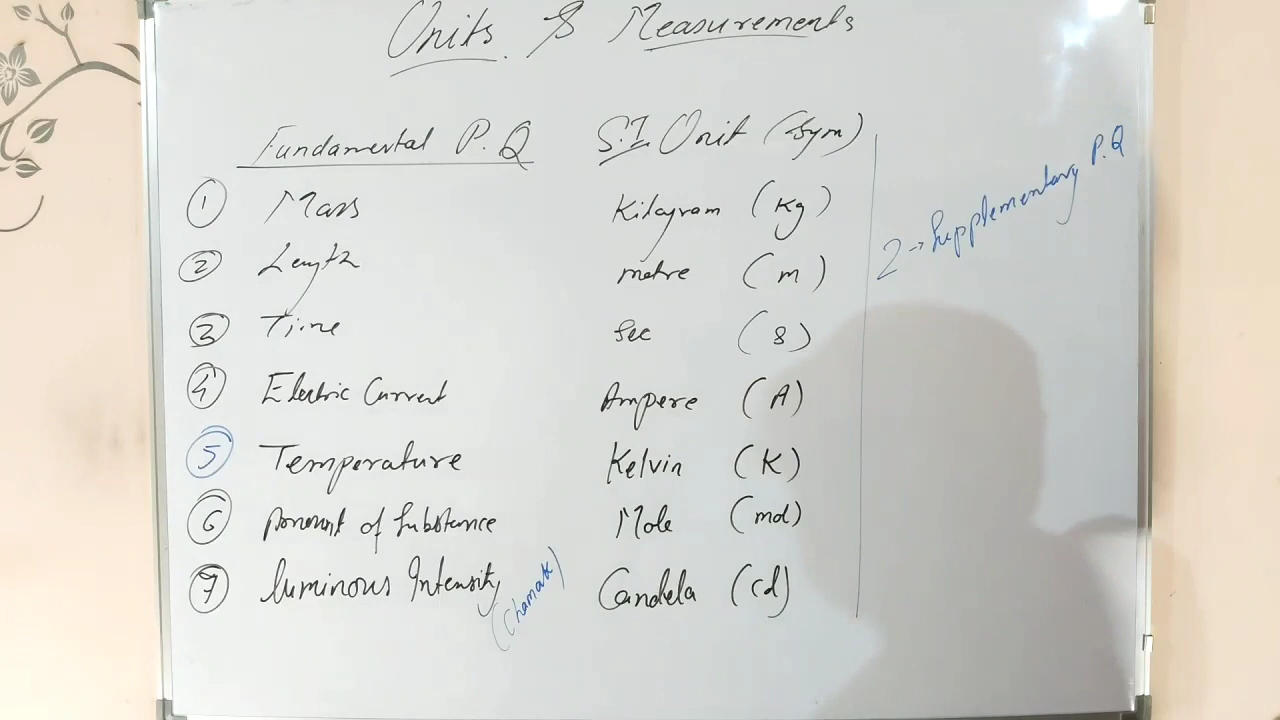 Units & Measurements
Fundamental P.Q S.I. Unit (Sym)
① Mass Kilogram (Kg)
② Length metre (m)
③ Time Sec (s)
④ Electric Current Ampere (A)
⑤ Temperature Kelvin (K)
⑥ Amount of Substance Mole (mol)
⑦ luminous Intensity (Chamak) Candela (Cd)
2 → Supplementary P.Q